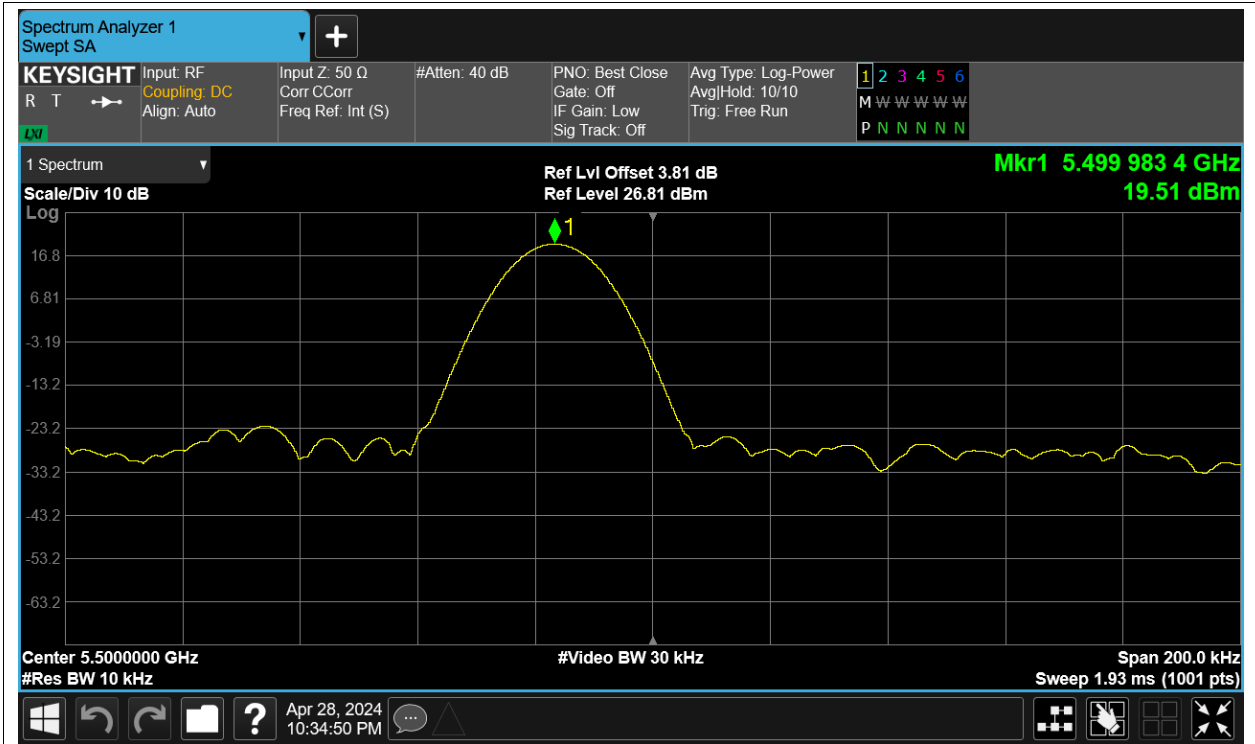 Spectrum Analyzer 1
Swept SA
+
KEYSIGHT
R T
LXI
Input: RF
Coupling: DC
Align: Auto
Input Z: 50 Ω
Corr CCorr
Freq Ref: Int (S)
#Atten: 40 dB
PNO: Best Close
Gate: Off
IF Gain: Low
Sig Track: Off
Avg Type: Log-Power
Avg|Hold: 10/10
Trig: Free Run
1 2 3 4 5 6
M W W W W W
P N N N N N
1 Spectrum
Scale/Div 10 dB
Log
Ref Lvl Offset 3.81 dB
Ref Level 26.81 dBm
Mkr1 5.499 983 4 GHz
19.51 dBm
1
16.8
6.81
-3.19
-13.2
-23.2
-33.2
-43.2
-53.2
-63.2
Center 5.5000000 GHz
#Res BW 10 kHz
#Video BW 30 kHz
Span 200.0 kHz
Sweep 1.93 ms (1001 pts)
?
Apr 28, 2024
10:34:50 PM